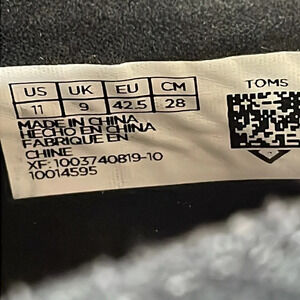 US UK EU CM TOMS
11 9 42.5 28
MADE IN CHINA
HECHO EN CHINA
FABRIQUE EN
CHINE
XF: 1003740819-10
10014595